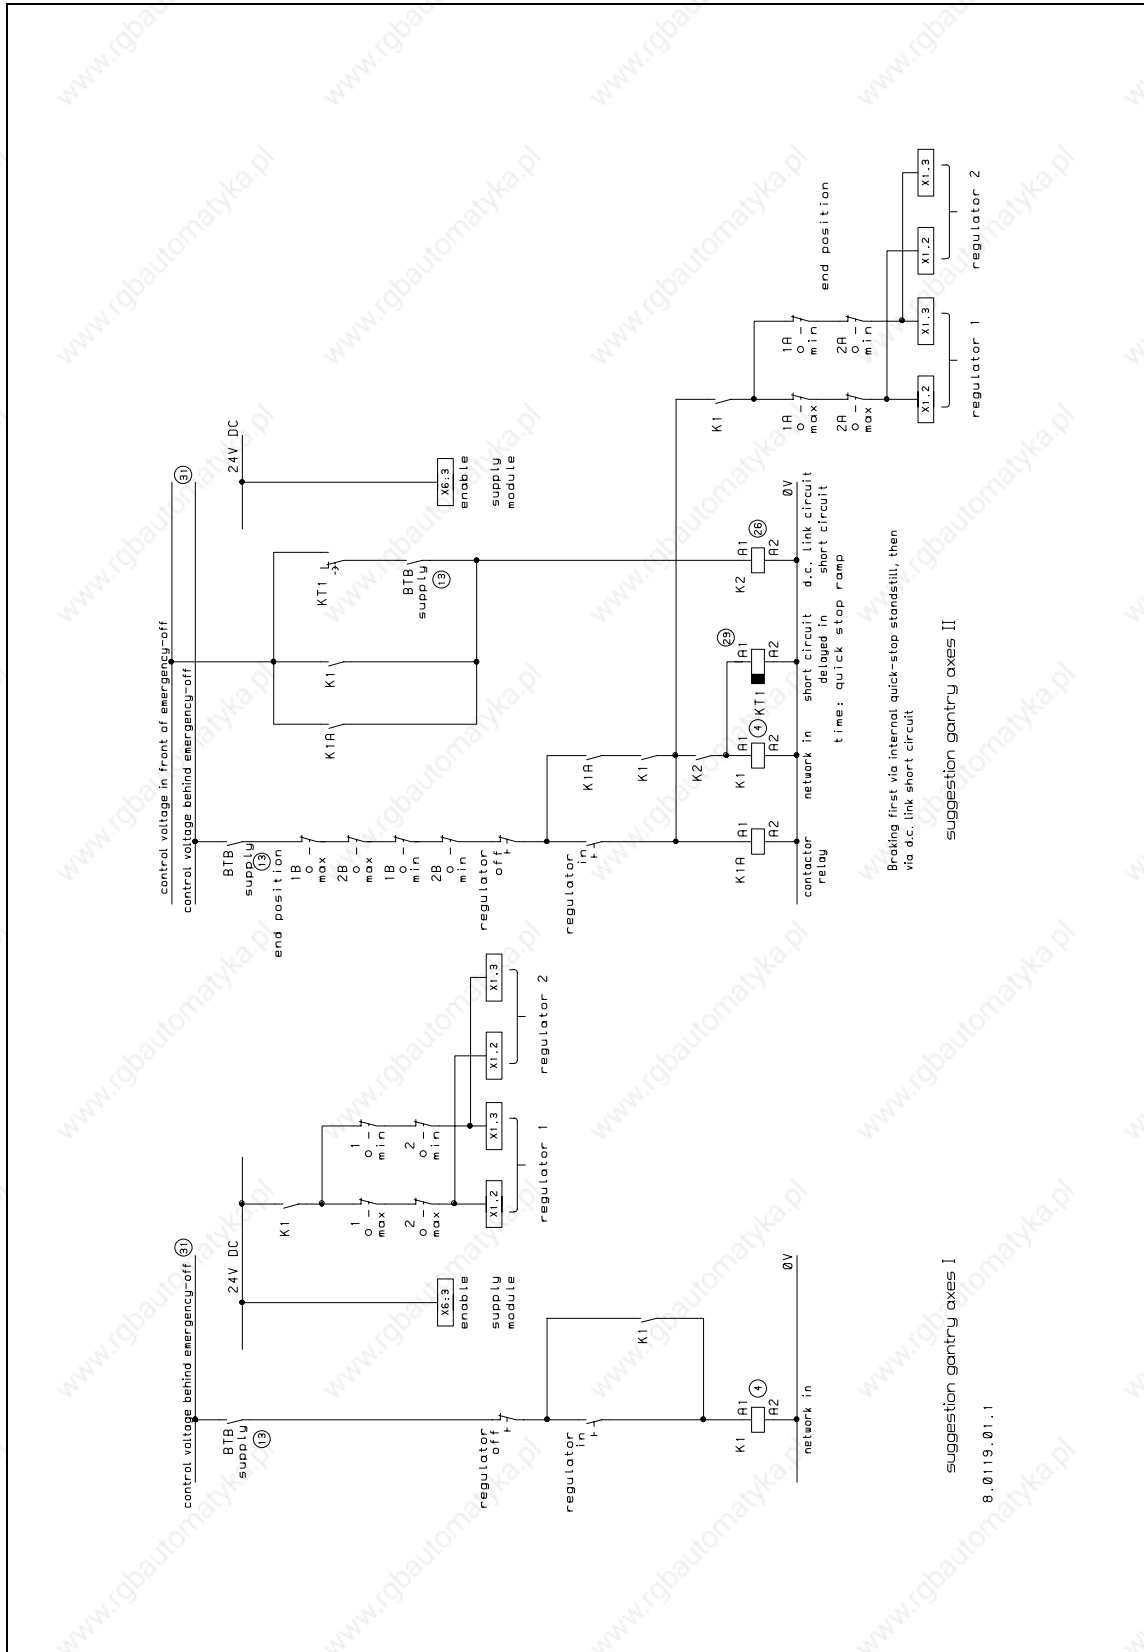 control voltage behind emergency-off
31
BTB
supply
13
24V DC
X6:3
enable
supply
module
K1
1
max
1
min
2
max
2
min
X1.2
X1.3
X1.2
X1.3
regulator 1
regulator 2
regulator
off
regulator
in
K1
K1
A1
4
A2
network in
0V
suggestion gantry axes I
8.0119.01.1
control voltage in front of emergency-off
control voltage behind emergency-off
31
24V DC
X6:3
enable
supply
module
BTB
supply
13
end position
1B
max
2B
max
1B
min
2B
min
regulator
off
regulator
in
K1A
K1
KT1
BTB
supply
13
K1A
K1
K2
K1
1A
max
1A
min
2A
max
2A
min
end position
X1.2
X1.3
X1.2
X1.3
regulator 1
regulator 2
K1A
A1
A2
K1
A1
4
A2
KT1
A1
29
A2
K2
A1
26
A2
0V
contactor
relay
network in
short circuit
delayed in
time: quick stop ramp
d.c. link circuit
short circuit
Braking first via internal quick-stop standstill, then
via d.c. link short circuit
suggestion gantry axes II
www.rgbautomatyka.pl